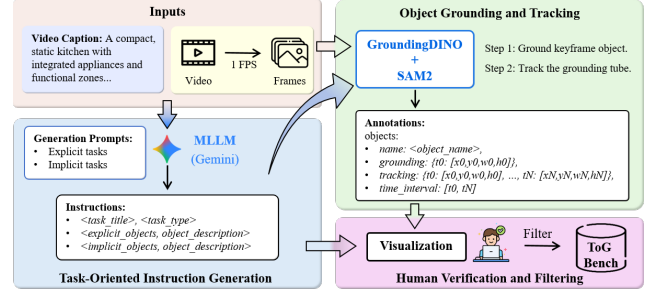 Inputs
Video Caption: A compact,
static kitchen with
integrated appliances and
functional zones...
Video
1 FPS
Frames
Generation Prompts:
• Explicit tasks
• Implicit tasks
MLLM
(Gemini)
Instructions:
• <task_title>, <task_type>
• <explicit_objects, object_description>
• <implicit_objects, object_description>
Task-Oriented Instruction Generation
Object Grounding and Tracking
GroundingDINO
+
SAM2
Step 1: Ground keyframe object.
Step 2: Track the grounding tube.
Annotations:
objects:
• name: <object_name>,
• grounding: {t0: [x0,y0,w0,h0]},
• tracking: {t0: [x0,y0,w0,h0], ..., tN: [xN,yN,wN,hN]},
• time_interval: [t0, tN]
Visualization
Filter
ToG
Bench
Human Verification and Filtering